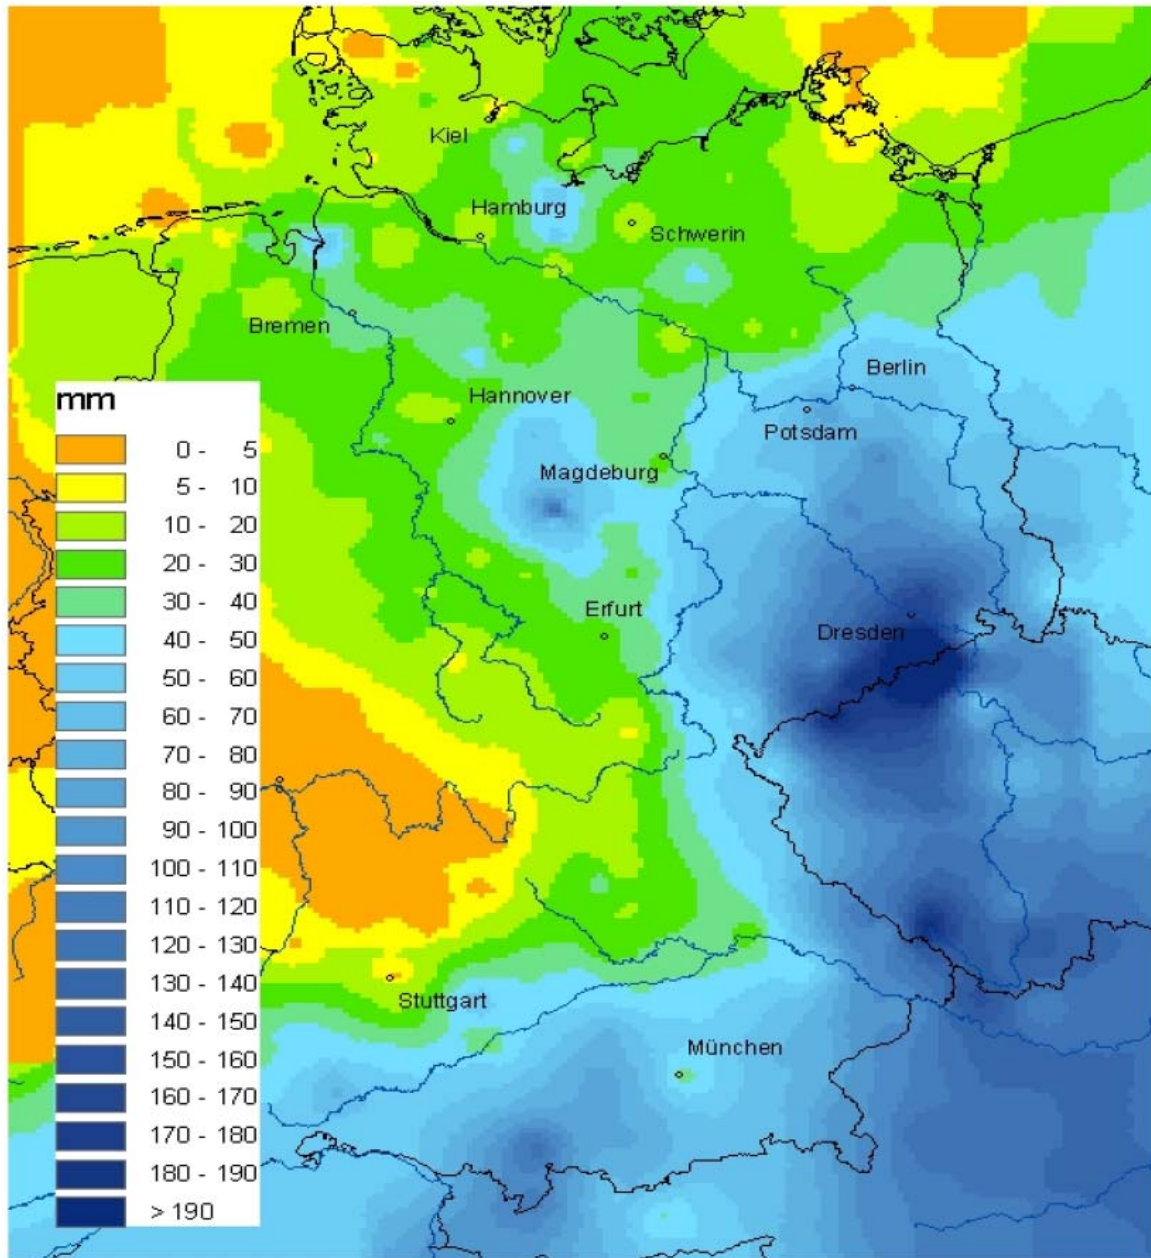 Kiel
Hamburg
Schwerin
Bremen
Berlin
Hannover
Potsdam
Magdeburg
Erfurt
Dresden
Stuttgart
München
mm
0 - 5
5 - 10
10 - 20
20 - 30
30 - 40
40 - 50
50 - 60
60 - 70
70 - 80
80 - 90
90 - 100
100 - 110
110 - 120
120 - 130
130 - 140
140 - 150
150 - 160
160 - 170
170 - 180
180 - 190
> 190